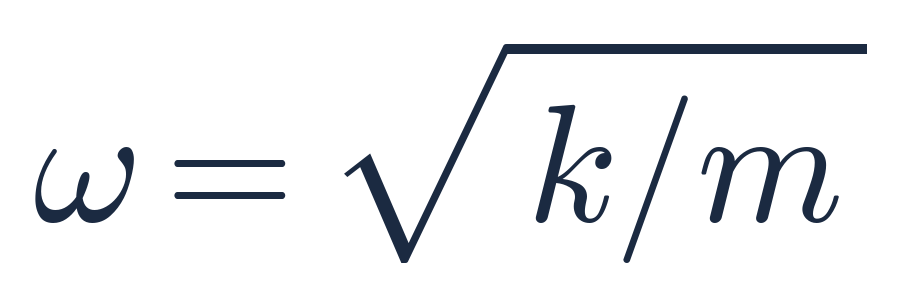 ω = √k/m